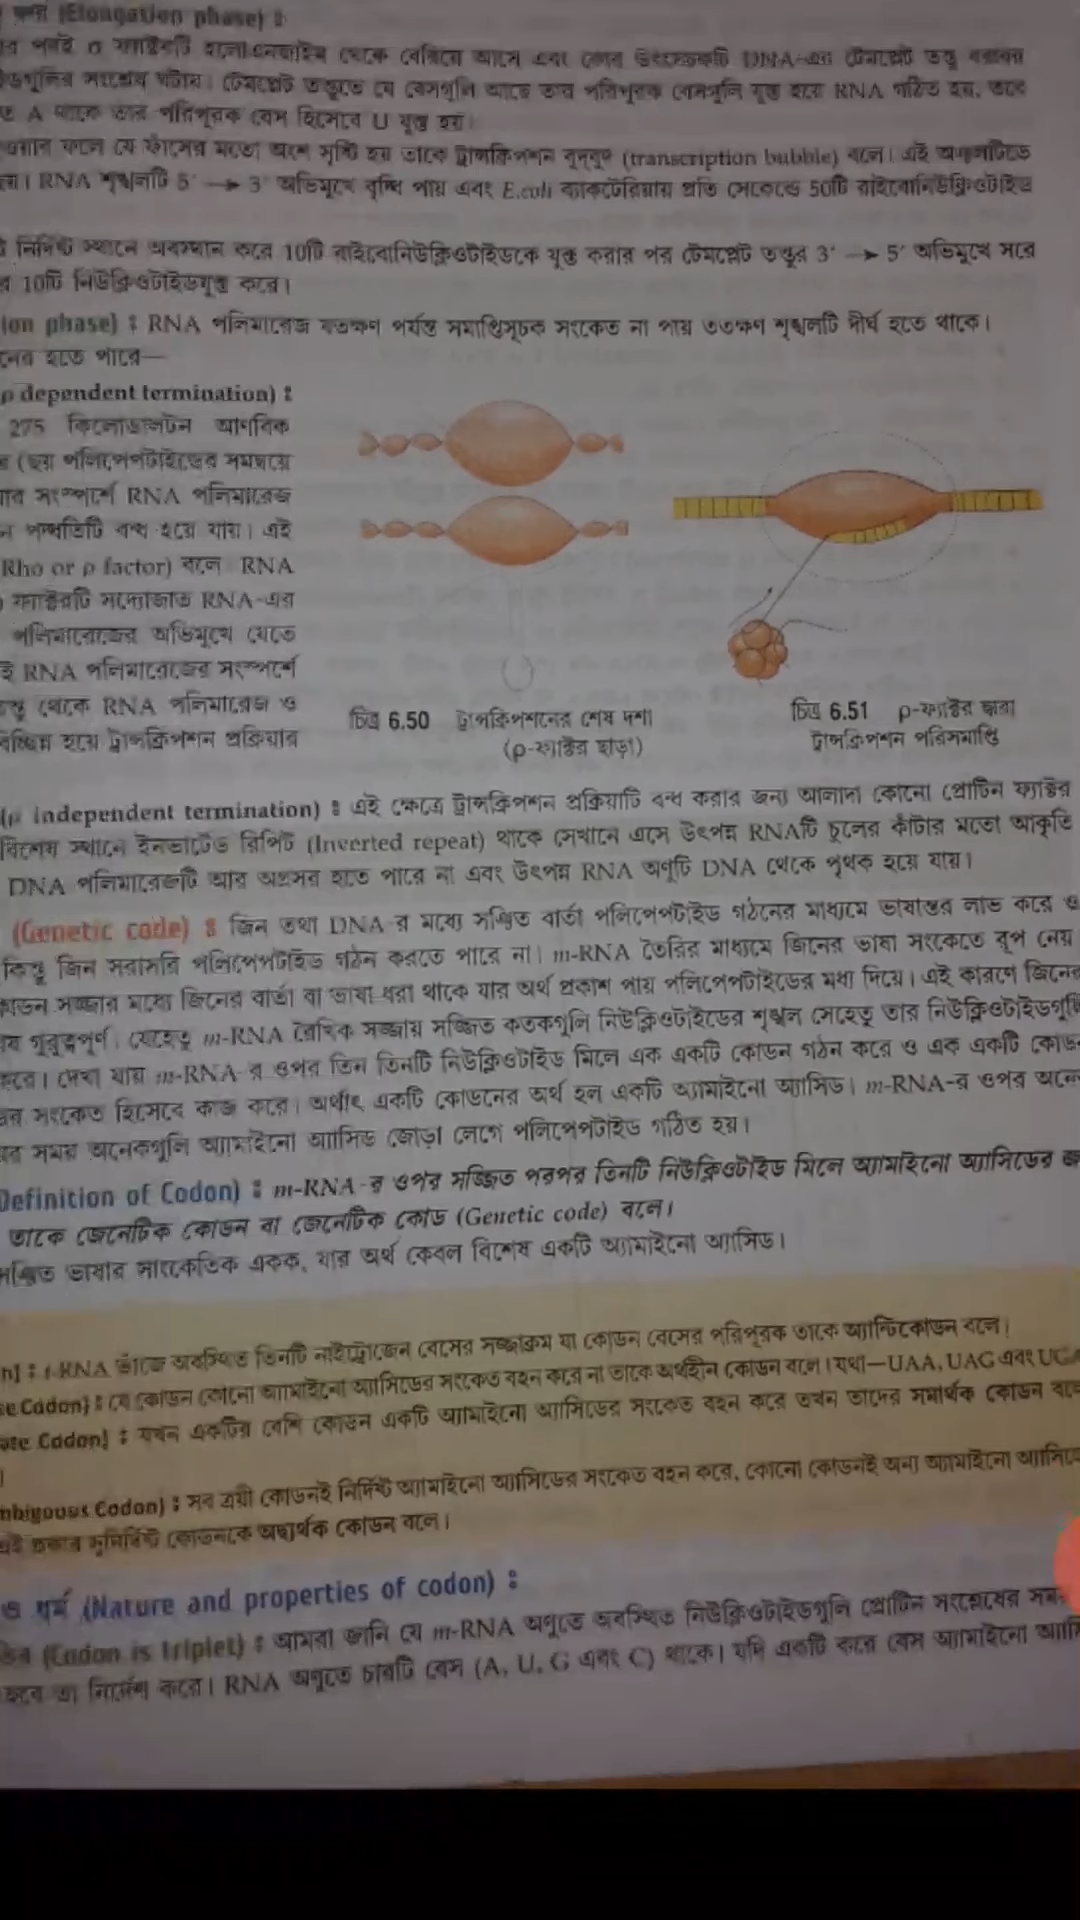 (Elongation phase) :
পরই σ ফ্যাক্টরটি হলোএনজাইম থেকে বেরিয়ে আসে এবং কোর উৎসেচকটি DNA-এর টেমপ্লেট তন্তু বরাবর
সংশ্লেষ ঘটায়। টেমপ্লেট তন্তুতে যে বেসগুলি আছে তার পরিপূরক বেসগুলি যুক্ত হয়ে RNA গঠিত হয়, তবে
A থাকে তার পরিপূরক বেস হিসেবে U যুক্ত হয়।
ফলে যে ফাঁসের মতো অংশ সৃষ্টি হয় তাকে ট্রান্সক্রিপশন বুদ্‌বুদ (transcription bubble) বলে। এই অঞ্চলটিতে
RNA শৃঙ্খলটি 5′ → 3′ অভিমুখে বৃদ্ধি পায় এবং E.coli ব্যাকটেরিয়ায় প্রতি সেকেন্ডে 50টি রাইবোনিউক্লিওটাইড
নির্দিষ্ট স্থানে অবস্থান করে 10টি রাইবোনিউক্লিওটাইডকে যুক্ত করার পর টেমপ্লেট তন্তুর 3′ → 5′ অভিমুখে সরে
10টি নিউক্লিওটাইডযুক্ত করে।
ion phase) : RNA পলিমারেজ যতক্ষণ পর্যন্ত সমাপ্তিসূচক সংকেত না পায় ততক্ষণ শৃঙ্খলটি দীর্ঘ হতে থাকে।
হতে পারে—
ρ dependent termination) :
275 কিলোডালটন আণবিক
(ছয় পলিপেপটাইডের সমন্বয়ে
সংস্পর্শে RNA পলিমারেজ
পদ্ধতিটি বন্ধ হয়ে যায়। এই
Rho or ρ factor) বলে RNA
ফ্যাক্টরটি সদ্যোজাত RNA-এর
পলিমারেজের অভিমুখে যেতে
RNA পলিমারেজের সংস্পর্শে
থেকে RNA পলিমারেজ ও
বিচ্ছিন্ন হয়ে ট্রান্সক্রিপশন প্রক্রিয়ার
চিত্র 6.50 ট্রান্সক্রিপশনের শেষ দশা
(ρ-ফ্যাক্টর ছাড়া)
চিত্র 6.51 ρ-ফ্যাক্টর দ্বারা
ট্রান্সক্রিপশন পরিসমাপ্তি
(ρ independent termination) : এই ক্ষেত্রে ট্রান্সক্রিপশন প্রক্রিয়াটি বন্ধ করার জন্য আলাদা কোনো প্রোটিন ফ্যাক্টর
বিশেষ স্থানে ইনভার্টেড রিপিট (Inverted repeat) থাকে সেখানে এসে উৎপন্ন RNAটি চুলের কাঁটার মতো আকৃতি
DNA পলিমারেজটি আর অগ্রসর হতে পারে না এবং উৎপন্ন RNA অণুটি DNA থেকে পৃথক হয়ে যায়।
(Genetic code) : জিন তথা DNA-র মধ্যে সঞ্চিত বার্তা পলিপেপটাইড গঠনের মাধ্যমে ভাষান্তর লাভ করে ও
কিন্তু জিন সরাসরি পলিপেপটাইড গঠন করতে পারে না। m-RNA তৈরির মাধ্যমে জিনের ভাষা সংকেতে রূপ নেয়
সজ্জার মধ্যে জিনের বার্তা বা ভাষা ধরা থাকে যার অর্থ প্রকাশ পায় পলিপেপটাইডের মধ্য দিয়ে। এই কারণে জিনের
গুরুত্বপূর্ণ। যেহেতু m-RNA রৈখিক সজ্জায় সজ্জিত কতকগুলি নিউক্লিওটাইডের শৃঙ্খল সেহেতু তার নিউক্লিওটাইডগুলি
করে। দেখা যায় m-RNA-র ওপর তিন তিনটি নিউক্লিওটাইড মিলে এক একটি কোডন গঠন করে ও এক একটি কোড
সংকেত হিসেবে কাজ করে। অর্থাৎ একটি কোডনের অর্থ হল একটি অ্যামাইনো অ্যাসিড। m-RNA-র ওপর অনে
সময় অনেকগুলি অ্যামাইনো অ্যাসিড জোড়া লেগে পলিপেপটাইড গঠিত হয়।
Definition of Codon) : m-RNA-র ওপর সজ্জিত পরপর তিনটি নিউক্লিওটাইড মিলে অ্যামাইনো অ্যাসিডের
তাকে জেনেটিক কোডন বা জেনেটিক কোড (Genetic code) বলে।
ভাষার সাংকেতিক একক, যার অর্থ কেবল বিশেষ একটি অ্যামাইনো অ্যাসিড।
n] : t-RNA ভাঁজে অবস্থিত তিনটি নাইট্রোজেন বেসের সজ্জাক্রম যা কোডন বেসের পরিপূরক তাকে অ্যান্টিকোডন বলে।
se Codon] : যে কোডন কোনো অ্যামাইনো অ্যাসিডের সংকেত বহন করে না তাকে অর্থহীন কোডন বলে। যথা—UAA, UAG এবং UGA
ate Codon] : যখন একটির বেশি কোডন একটি অ্যামাইনো অ্যাসিডের সংকেত বহন করে তখন তাদের সমার্থক কোডন বলে
nbiguous Codon) : সব ত্রয়ী কোডনই নির্দিষ্ট অ্যামাইনো অ্যাসিডের সংকেত বহন করে, কোনো কোডনই অন্য অ্যামাইনো অ্যাসিডে
এই প্রকার সুনির্দিষ্ট কোডনকে অদ্ব্যর্থক কোডন বলে।
ও ধর্ম (Nature and properties of codon) :
(Codon is triplet) : আমরা জানি যে m-RNA অণুতে অবস্থিত নিউক্লিওটাইডগুলি প্রোটিন সংশ্লেষের সম
হবে তা নির্দেশ করে। RNA অণুতে চারটি বেস (A, U, G এবং C) থাকে। যদি একটি করে বেস অ্যামাইনো অ্যাসি